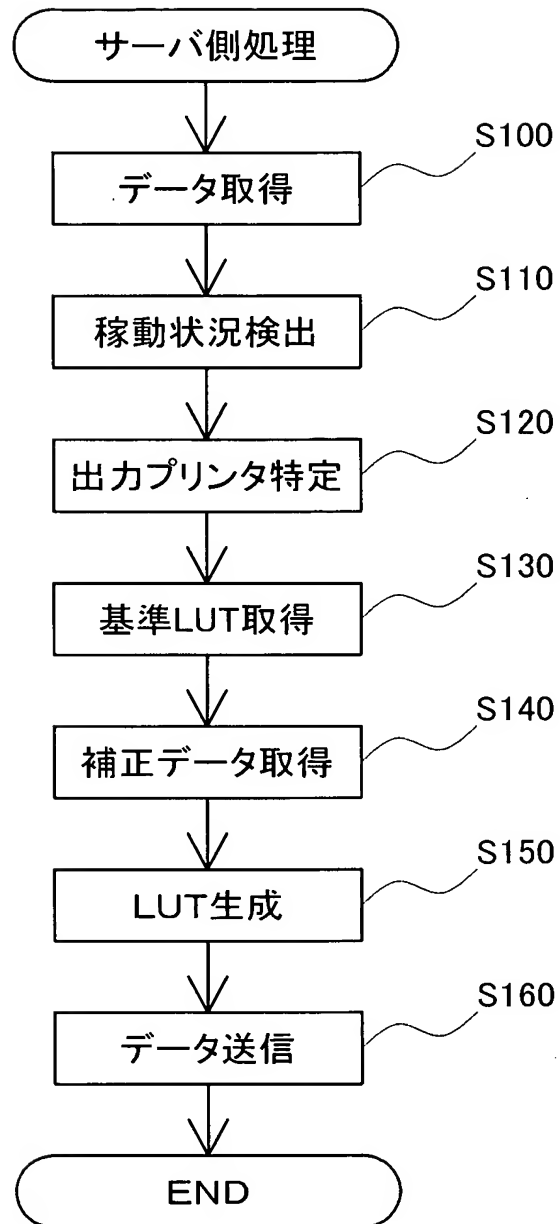 サーバ側処理
S100
データ取得
S110
稼動状況検出
S120
出力プリンタ特定
S130
基準LUT取得
S140
補正データ取得
S150
LUT生成
S160
データ送信
END